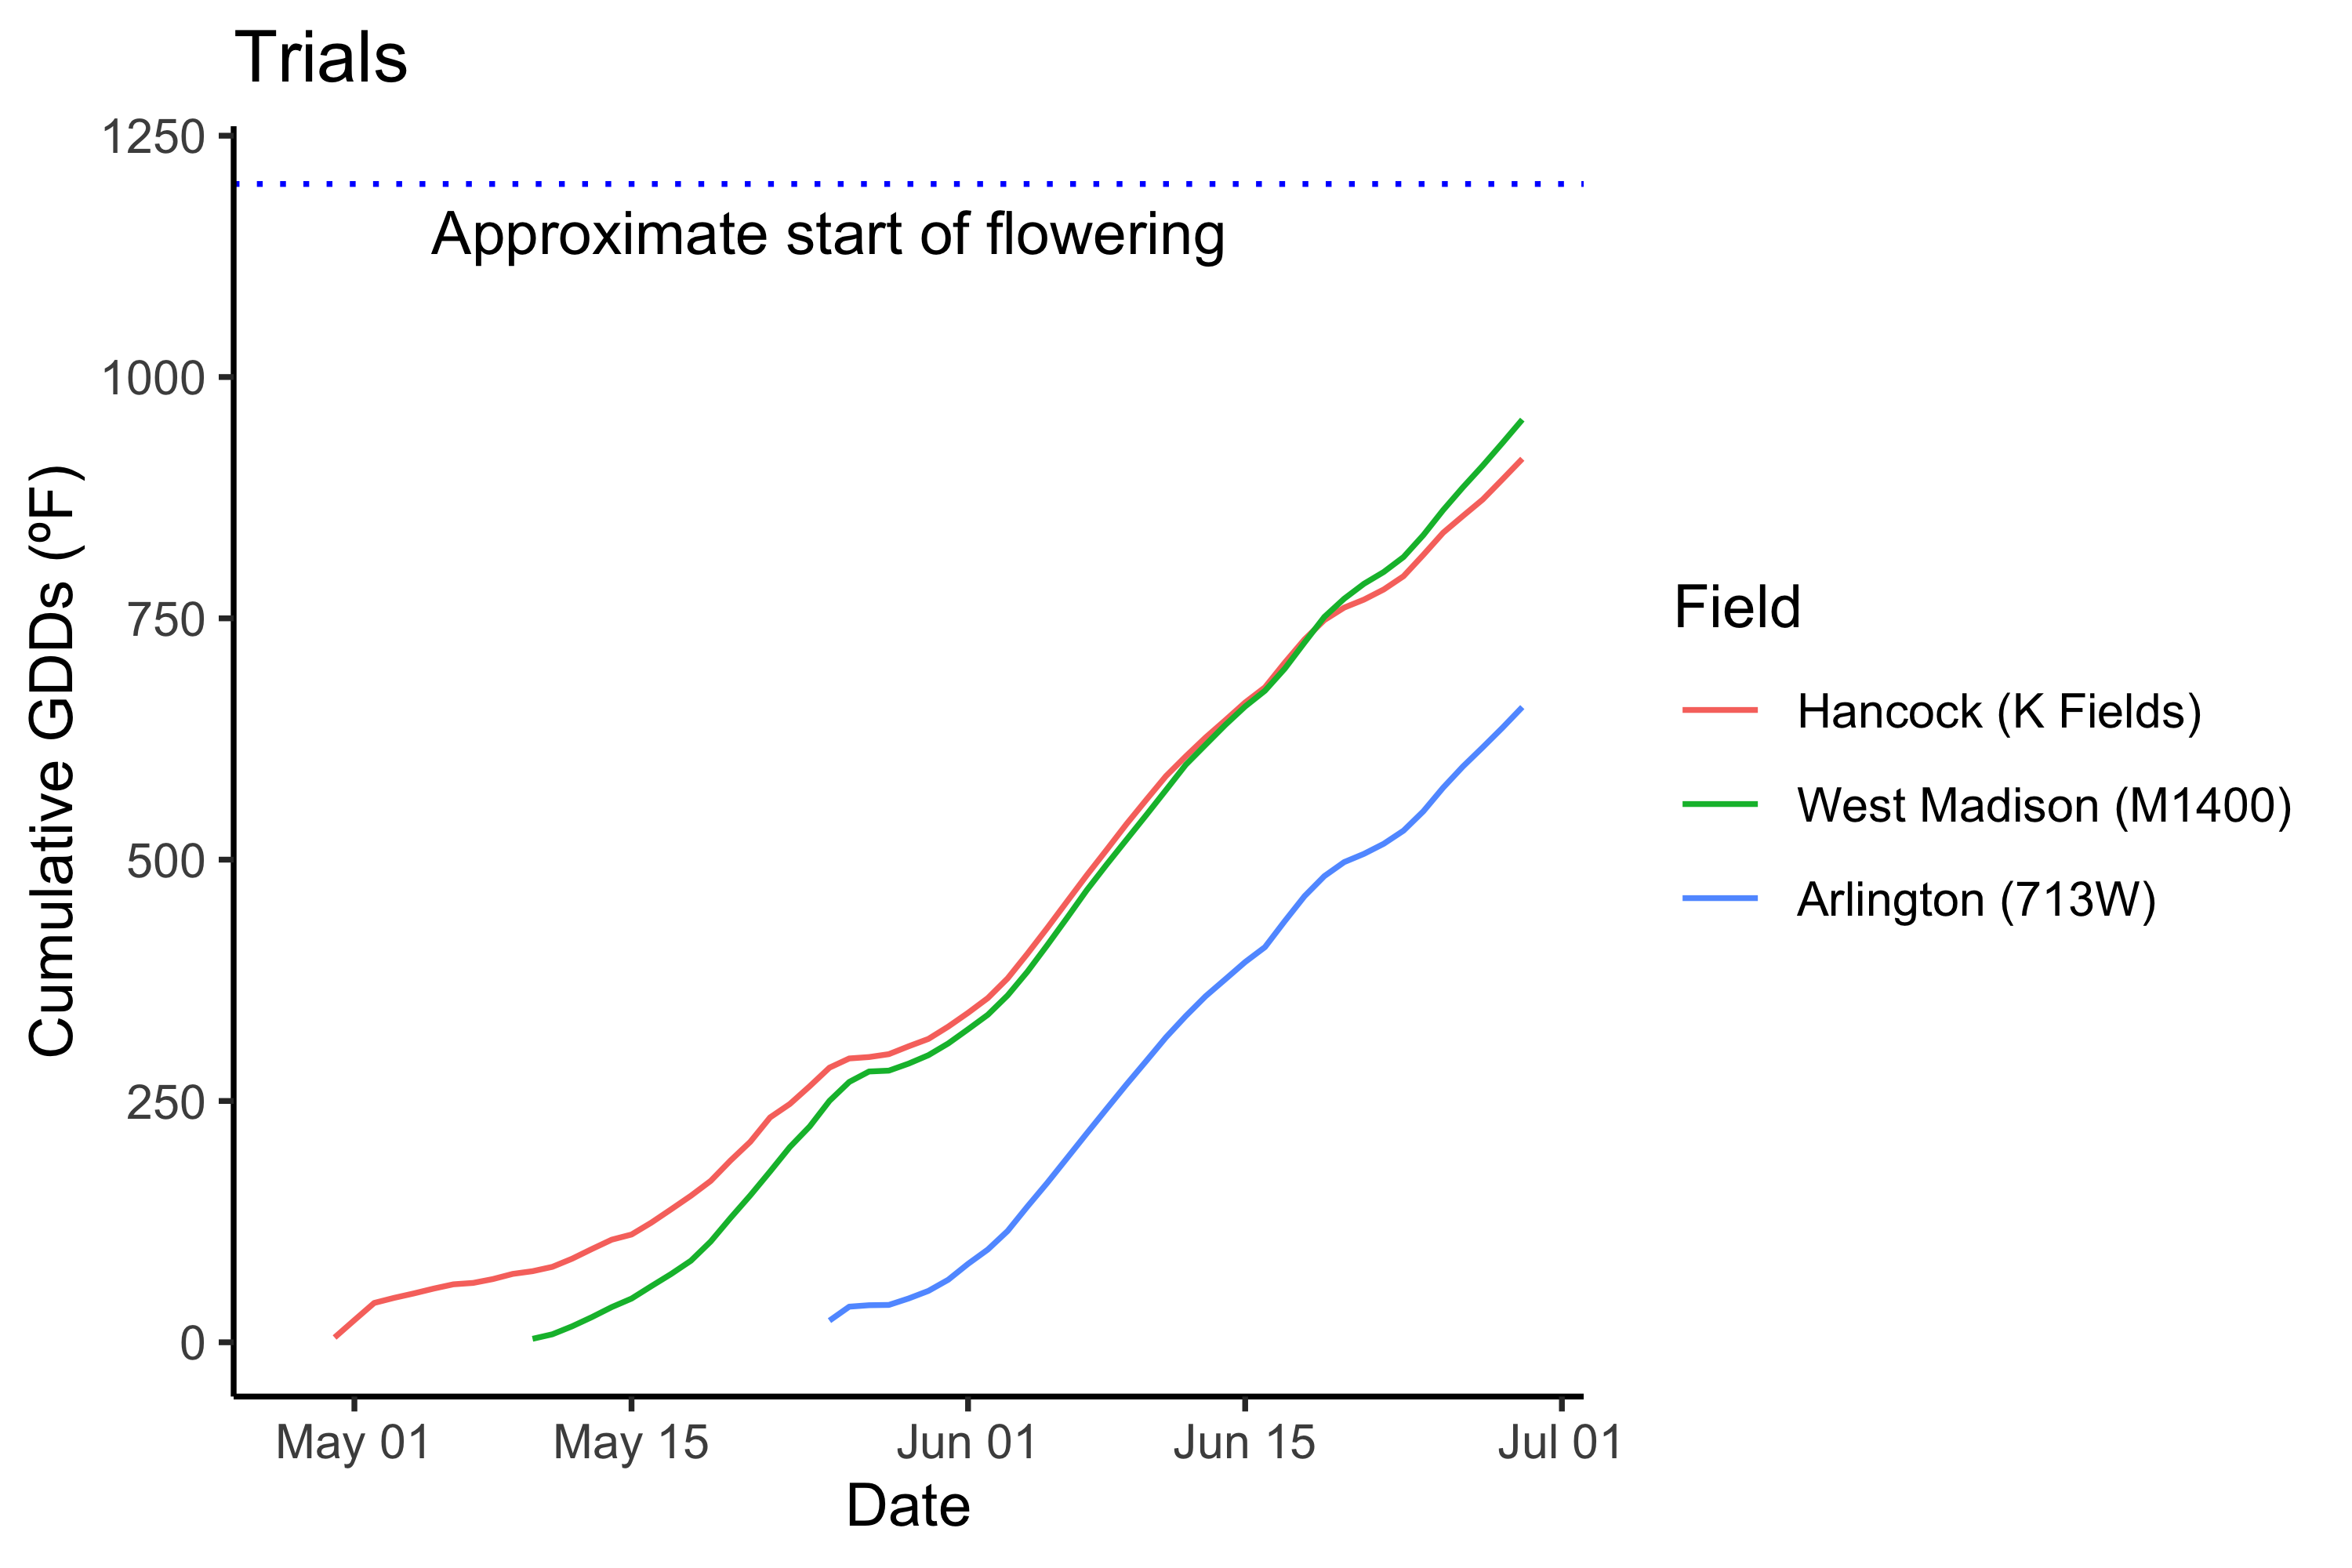 Trials
1250
Approximate start of flowering
1000
750
500
250
0
Cumulative GDDs (ºF)
May 01
May 15
Jun 01
Jun 15
Jul 01
Date
Field
Hancock (K Fields)
West Madison (M1400)
Arlington (713W)